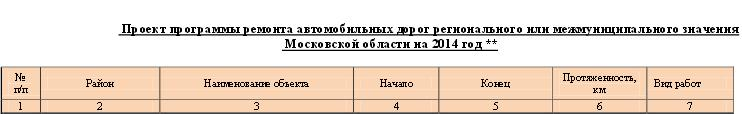 Проект программы ремонта автомобильных дорог регионального или межмуниципального значения
Московской области на 2014 год **
№ п/п Район Наименование объекта Начало Конец Протяженность, км Вид работ
1 2 3 4 5 6 7